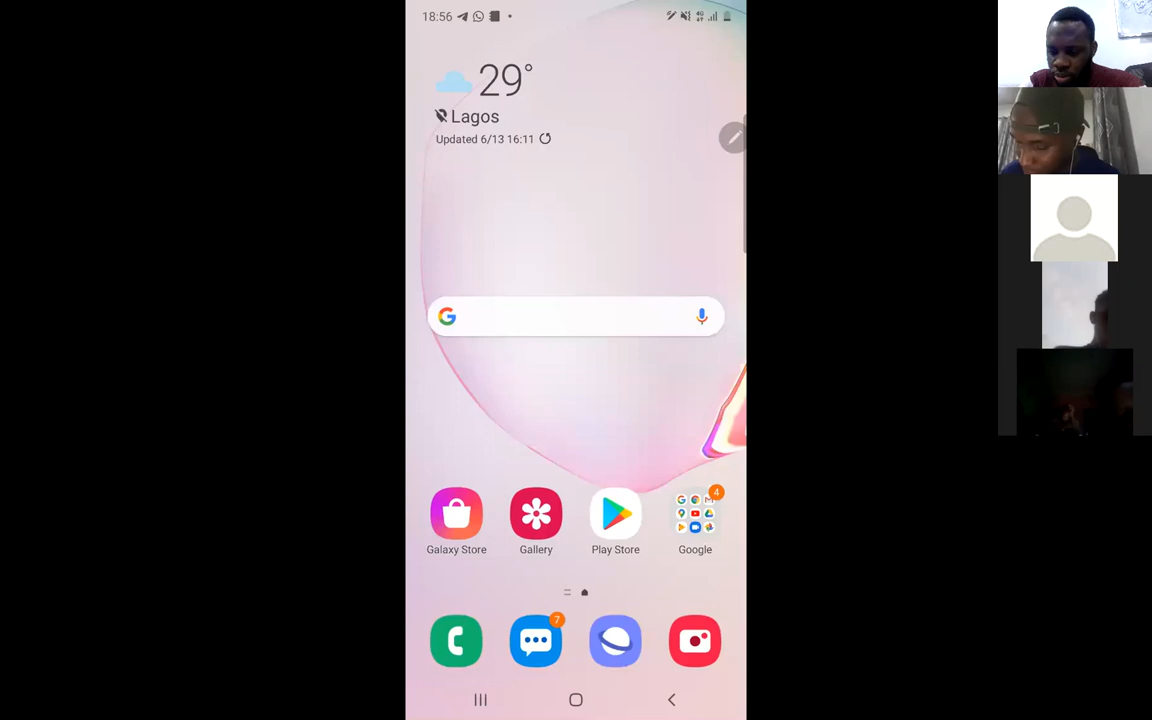 18:56
29°
Lagos
Updated 6/13 16:11
4
Galaxy Store
Gallery
Play Store
Google
7